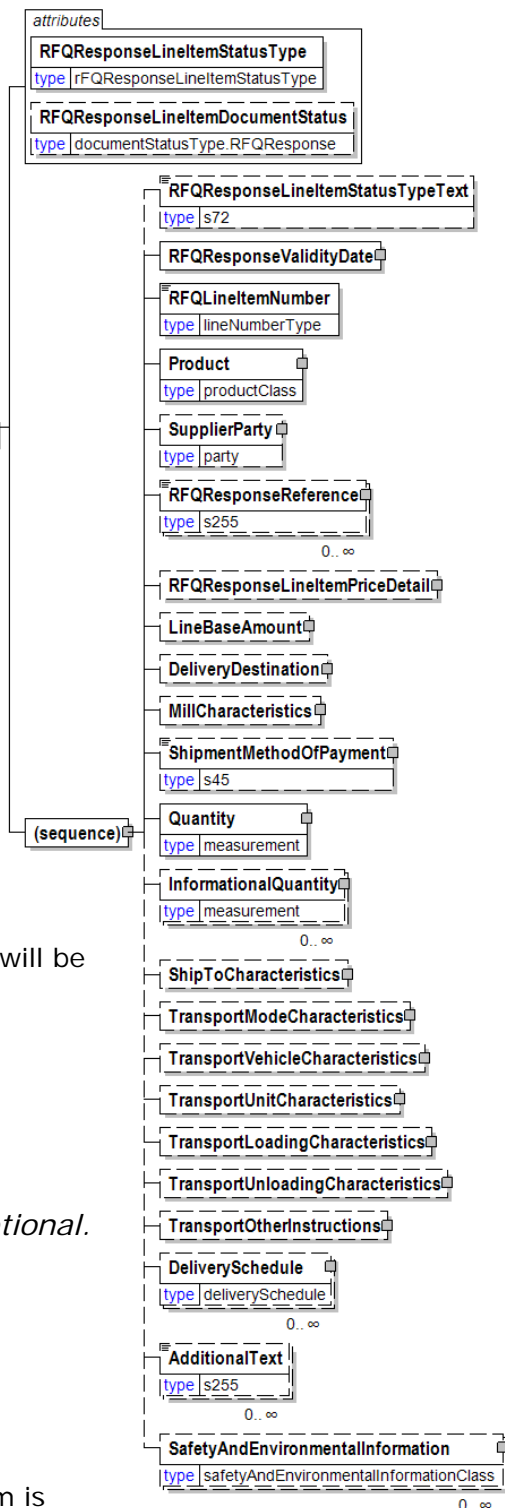 attributes
RFQResponseLineItemStatusType
type rFQResponseLineItemStatusType
RFQResponseLineItemDocumentStatus
type documentStatusType.RFQResponse
RFQResponseLineItemStatusTypeText
type s72
RFQResponseValidityDate
RFQLineItemNumber
type lineNumberType
Product
type productClass
SupplierParty
type party
RFQResponseReference
type s255
0.. ∞
RFQResponseLineItemPriceDetail
LineBaseAmount
DeliveryDestination
MillCharacteristics
ShipmentMethodOfPayment
type s45
(sequence)
Quantity
type measurement
InformationalQuantity
type measurement
0.. ∞
will be
ShipToCharacteristics
TransportModeCharacteristics
TransportVehicleCharacteristics
TransportUnitCharacteristics
TransportLoadingCharacteristics
TransportUnloadingCharacteristics
tional.
TransportOtherInstructions
DeliverySchedule
type deliverySchedule
0.. ∞
AdditionalText
type s255
0.. ∞
SafetyAndEnvironmentalInformation
type safetyAndEnvironmentalInformationClass
0.. ∞
is